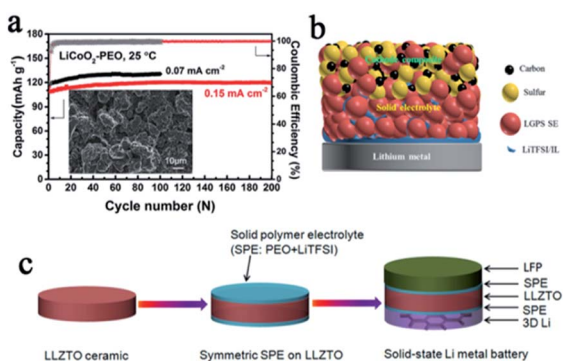 a
180
150
120
90
60
30
0
Capacity(mAh g⁻¹)
LiCoO₂-PEO, 25 °C
0.07 mA cm⁻²
0.15 mA cm⁻²
10μm
100
80
60
40
20
0
Coulombic Efficiency (%)
0 20 40 60 80 100 120 140 160 180 200
Cycle number (N)
b
Solid electrolyte
Lithium metal
Carbon
Sulfur
LGPS SE
LiTFSI/IL
c
Solid polymer electrolyte
(SPE: PEO+LiTFSI)
LFP
SPE
LLZTO
SPE
3D Li
LLZTO ceramic
Symmetric SPE on LLZTO
Solid-state Li metal battery